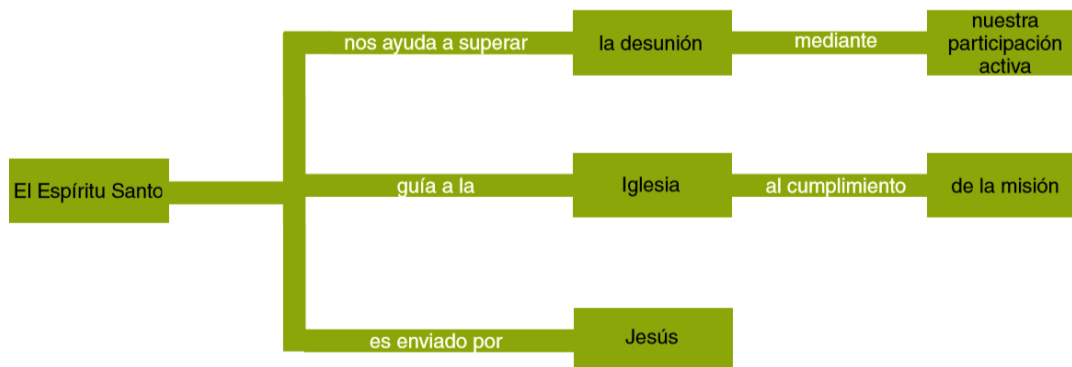 nos ayuda a superar
la desunión
mediante
nuestra
participación
activa
El Espíritu Santo
guía a la
Iglesia
al cumplimiento
de la misión
es enviado por
Jesús